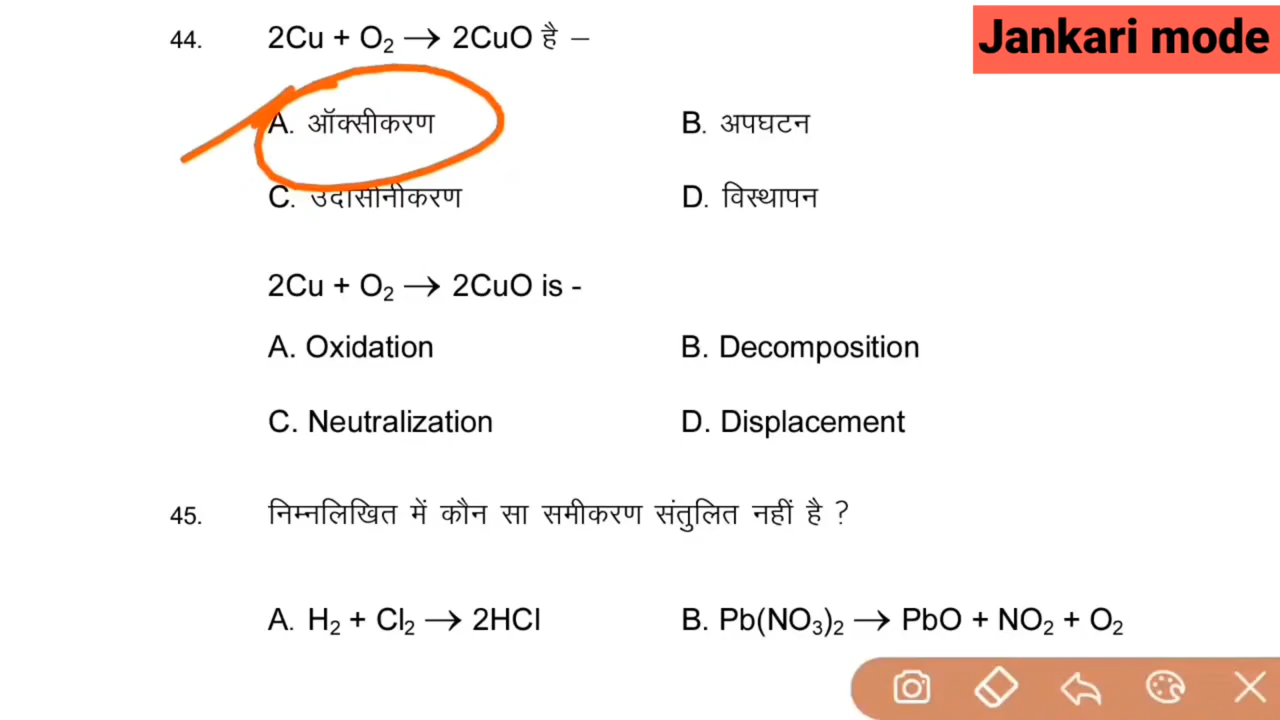 Jankari mode
44. 2Cu + O₂ → 2CuO है –
A. ऑक्सीकरण B. अपघटन
C. उदासीनीकरण D. विस्थापन
2Cu + O₂ → 2CuO is -
A. Oxidation B. Decomposition
C. Neutralization D. Displacement
45. निम्नलिखित में कौन सा समीकरण संतुलित नहीं है ?
A. H₂ + Cl₂ → 2HCl B. Pb(NO₃)₂ → PbO + NO₂ + O₂